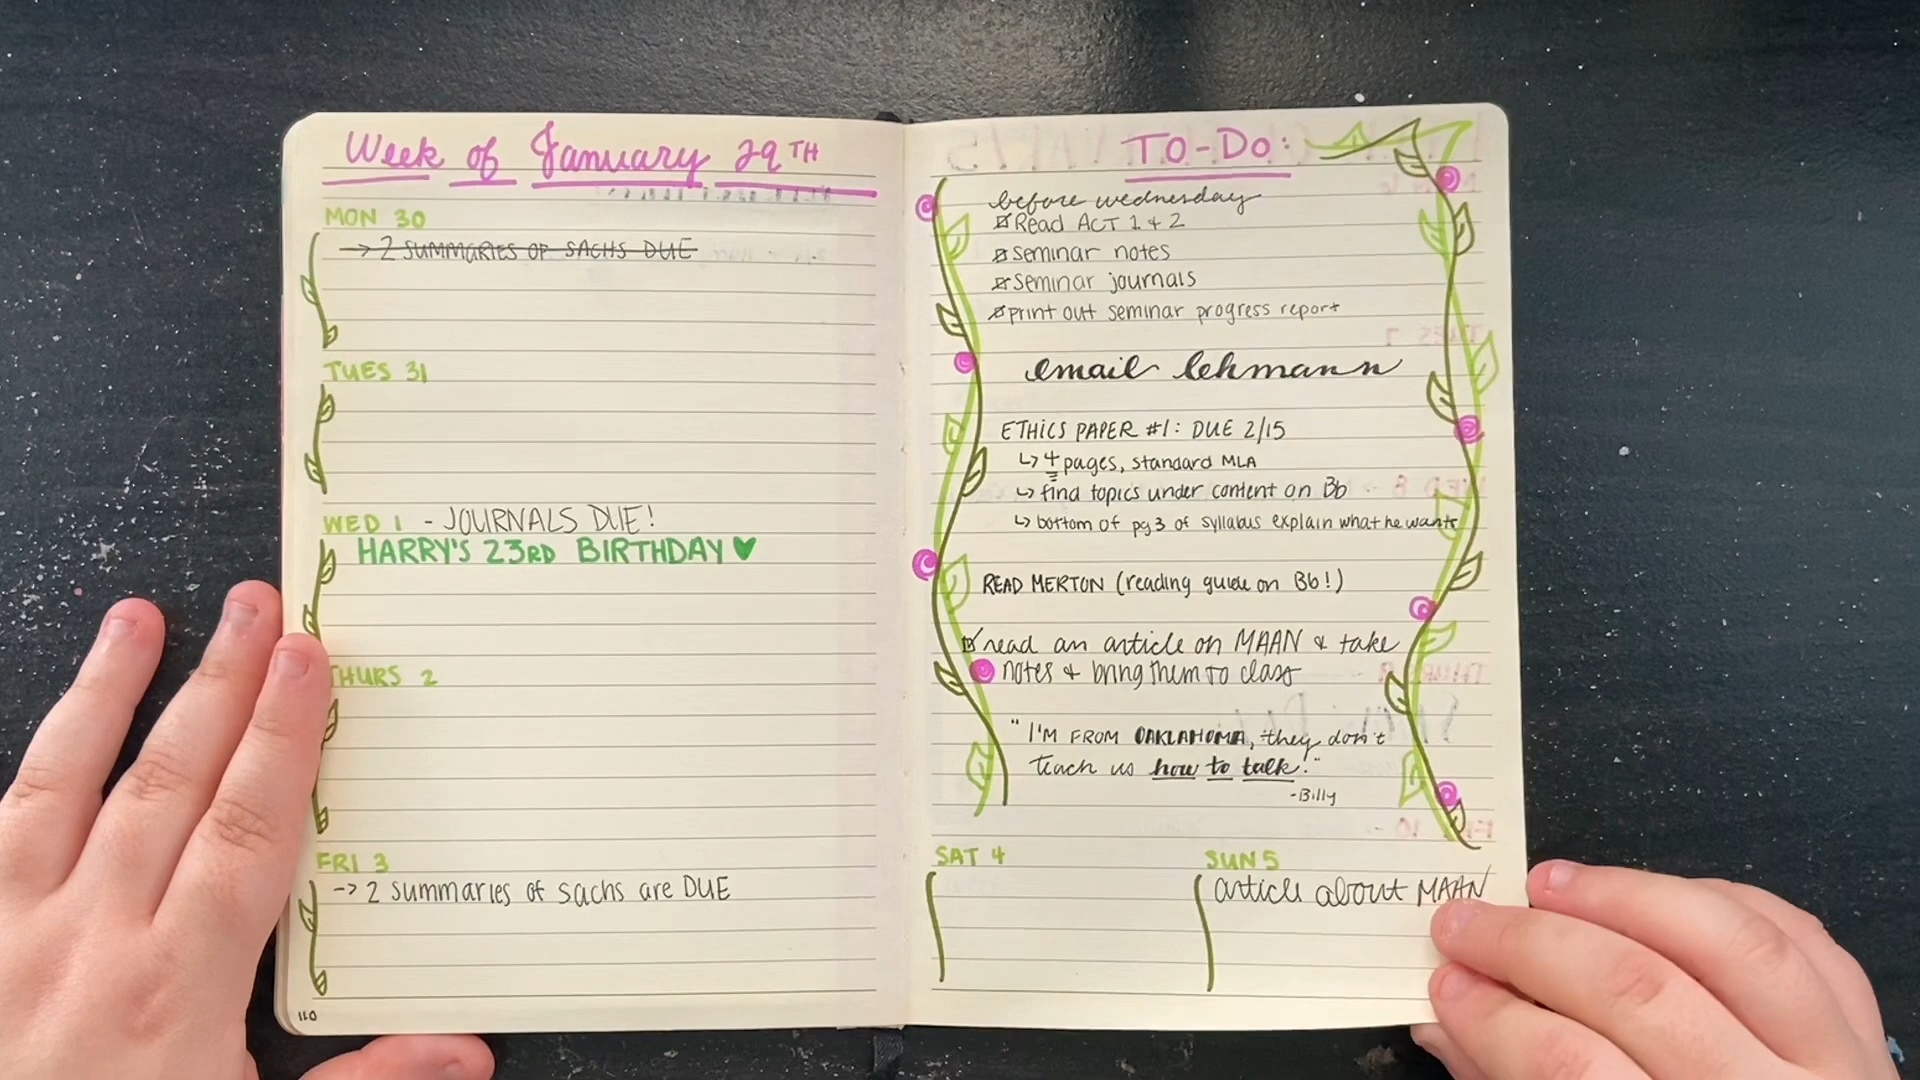 Week of January 29TH
MON 30
→ 2 SUMMARIES OF SACHS DUE
TUES 31
WED 1 - JOURNALS DUE!
HARRY'S 23RD BIRTHDAY ♥
THURS 2
FRI 3
→ 2 summaries of sachs are DUE
110
TO-DO:
before wednesday
Read ACT 1 & 2
seminar notes
seminar journals
print out seminar progress report
email lehmann
ETHICS PAPER #1: DUE 2/15
↳ 4 pages, standard MLA
↳ find topics under content on Bb
↳ bottom of pg 3 of syllabus explain what he wants
READ MERTON (reading guide on Bb!)
read an article on MAAN & take
notes & bring them to class
"I'M FROM OAKLAHOMA, they don't
teach us how to talk."
-Billy
SAT 4
SUN 5
article about MAAN